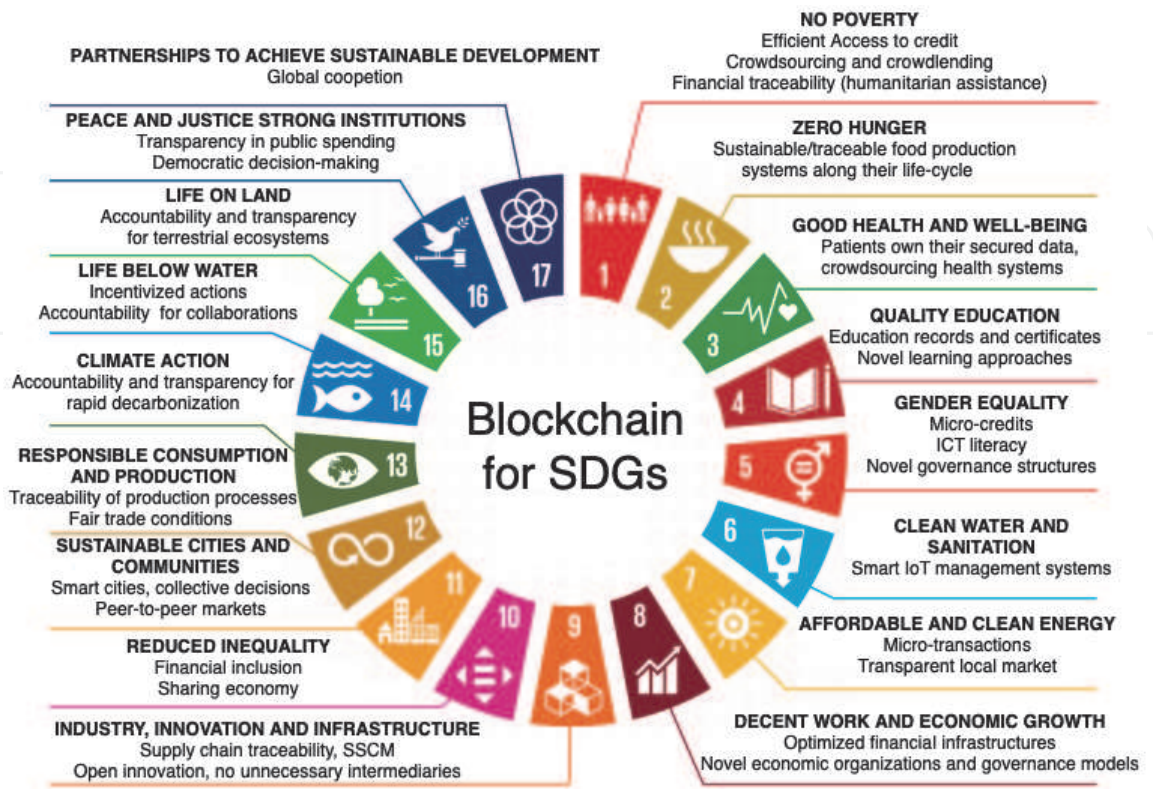 NO POVERTY
Efficient Access to credit
Crowdsourcing and crowdlending
Financial traceability (humanitarian assistance)
ZERO HUNGER
Sustainable/traceable food production
systems along their life-cycle
GOOD HEALTH AND WELL-BEING
Patients own their secured data,
crowdsourcing health systems
QUALITY EDUCATION
Education records and certificates
Novel learning approaches
GENDER EQUALITY
Micro-credits
ICT literacy
Novel governance structures
CLEAN WATER AND
SANITATION
Smart IoT management systems
AFFORDABLE AND CLEAN ENERGY
Micro-transactions
Transparent local market
DECENT WORK AND ECONOMIC GROWTH
Optimized financial infrastructures
Novel economic organizations and governance models
INDUSTRY, INNOVATION AND INFRASTRUCTURE
Supply chain traceability, SSCM
Open innovation, no unnecessary intermediaries
REDUCED INEQUALITY
Financial inclusion
Sharing economy
SUSTAINABLE CITIES AND
COMMUNITIES
Smart cities, collective decisions
Peer-to-peer markets
RESPONSIBLE CONSUMPTION
AND PRODUCTION
Traceability of production processes
Fair trade conditions
CLIMATE ACTION
Accountability and transparency for
rapid decarbonization
LIFE BELOW WATER
Incentivized actions
Accountability for collaborations
LIFE ON LAND
Accountability and transparency
for terrestrial ecosystems
PEACE AND JUSTICE STRONG INSTITUTIONS
Transparency in public spending
Democratic decision-making
PARTNERSHIPS TO ACHIEVE SUSTAINABLE DEVELOPMENT
Global coopetion
1
2
3
4
5
6
7
8
9
10
11
12
13
14
15
16
17
Blockchain
for SDGs